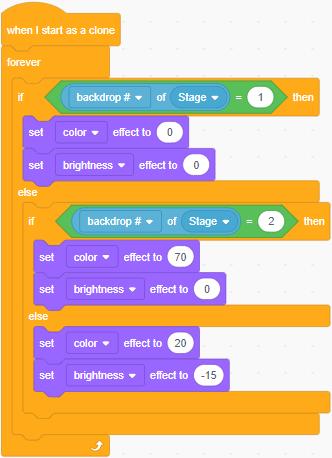 when I start as a clone
forever
if backdrop # of Stage = 1 then
set color effect to 0
set brightness effect to 0
else
if backdrop # of Stage = 2 then
set color effect to 70
set brightness effect to 0
else
set color effect to 20
set brightness effect to -15